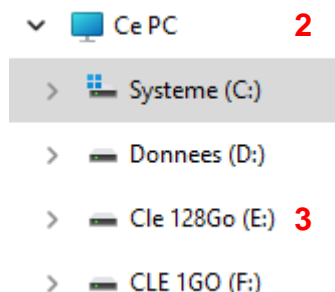 Ce PC 2
Systeme (C:)
Donnees (D:)
Cle 128Go (E:) 3
CLE 1GO (F:)